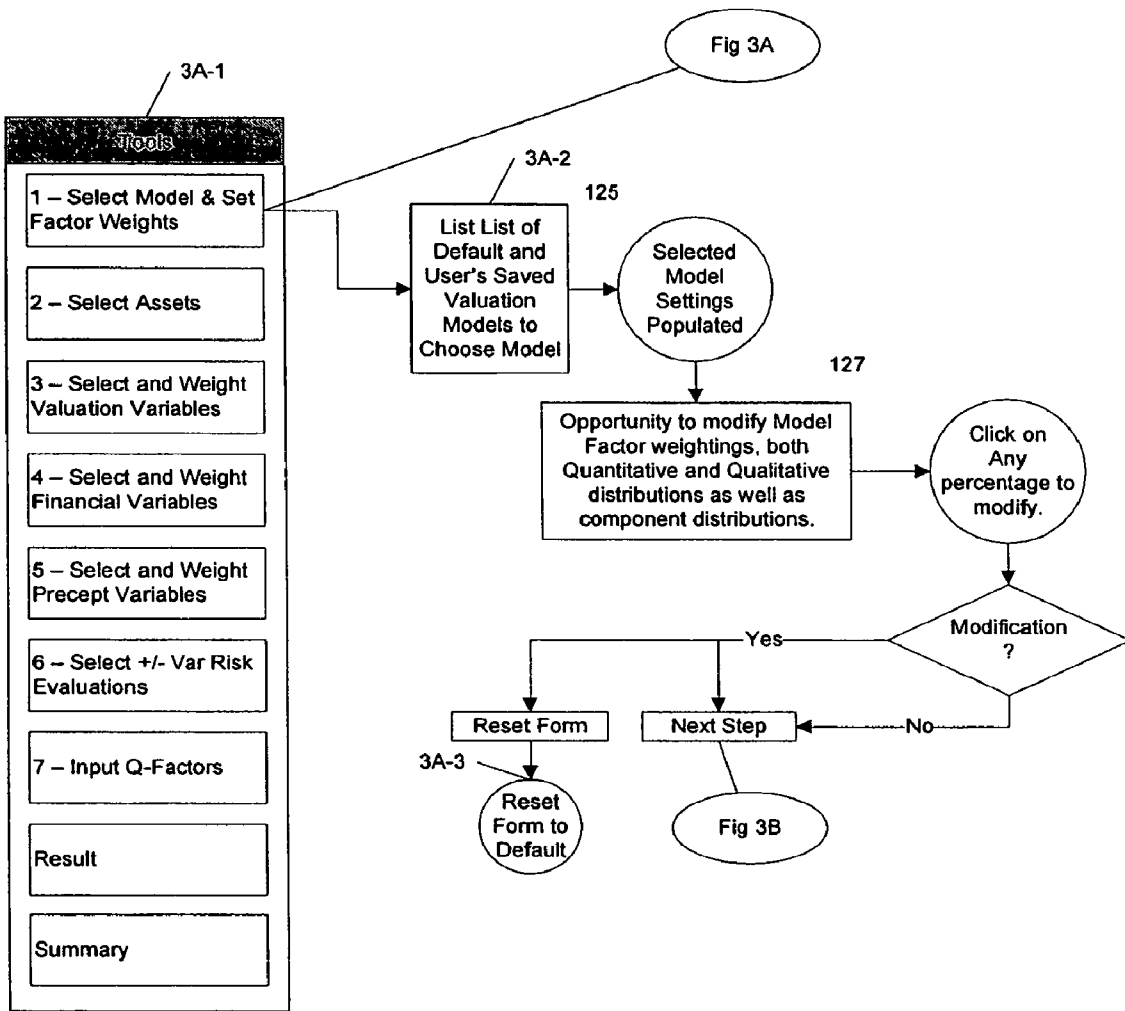 Fig 3A
3A-1
Tools
1 – Select Model & Set
Factor Weights
2 – Select Assets
3 – Select and Weight
Valuation Variables
4 – Select and Weight
Financial Variables
5 – Select and Weight
Precept Variables
6 – Select +/- Var Risk
Evaluations
7 – Input Q-Factors
Result
Summary
3A-2
125
List List of
Default and
User's Saved
Valuation
Models to
Choose Model
Selected
Model
Settings
Populated
127
Opportunity to modify Model
Factor weightings, both
Quantitative and Qualitative
distributions as well as
component distributions.
Click on
Any
percentage to
modify.
Modification
?
Yes
No
Reset Form
Next Step
3A-3
Reset
Form to
Default
Fig 3B